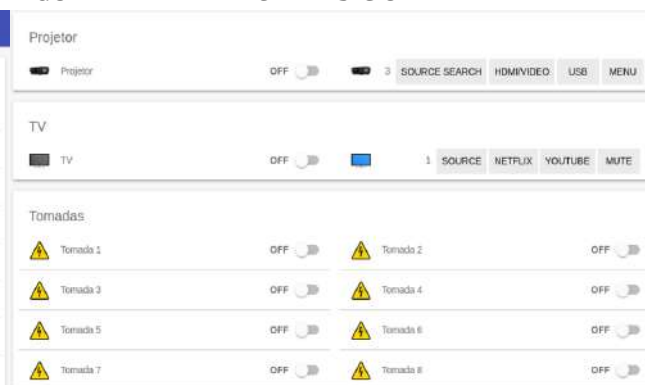 Projetor
Projetor OFF 3 SOURCE SEARCH HDMI/VIDEO USB MENU
TV
TV OFF 1 SOURCE NETFLIX YOUTUBE MUTE
Tomadas
Tomada 1 OFF Tomada 2 OFF
Tomada 3 OFF Tomada 4 OFF
Tomada 5 OFF Tomada 6 OFF
Tomada 7 OFF Tomada 8 OFF